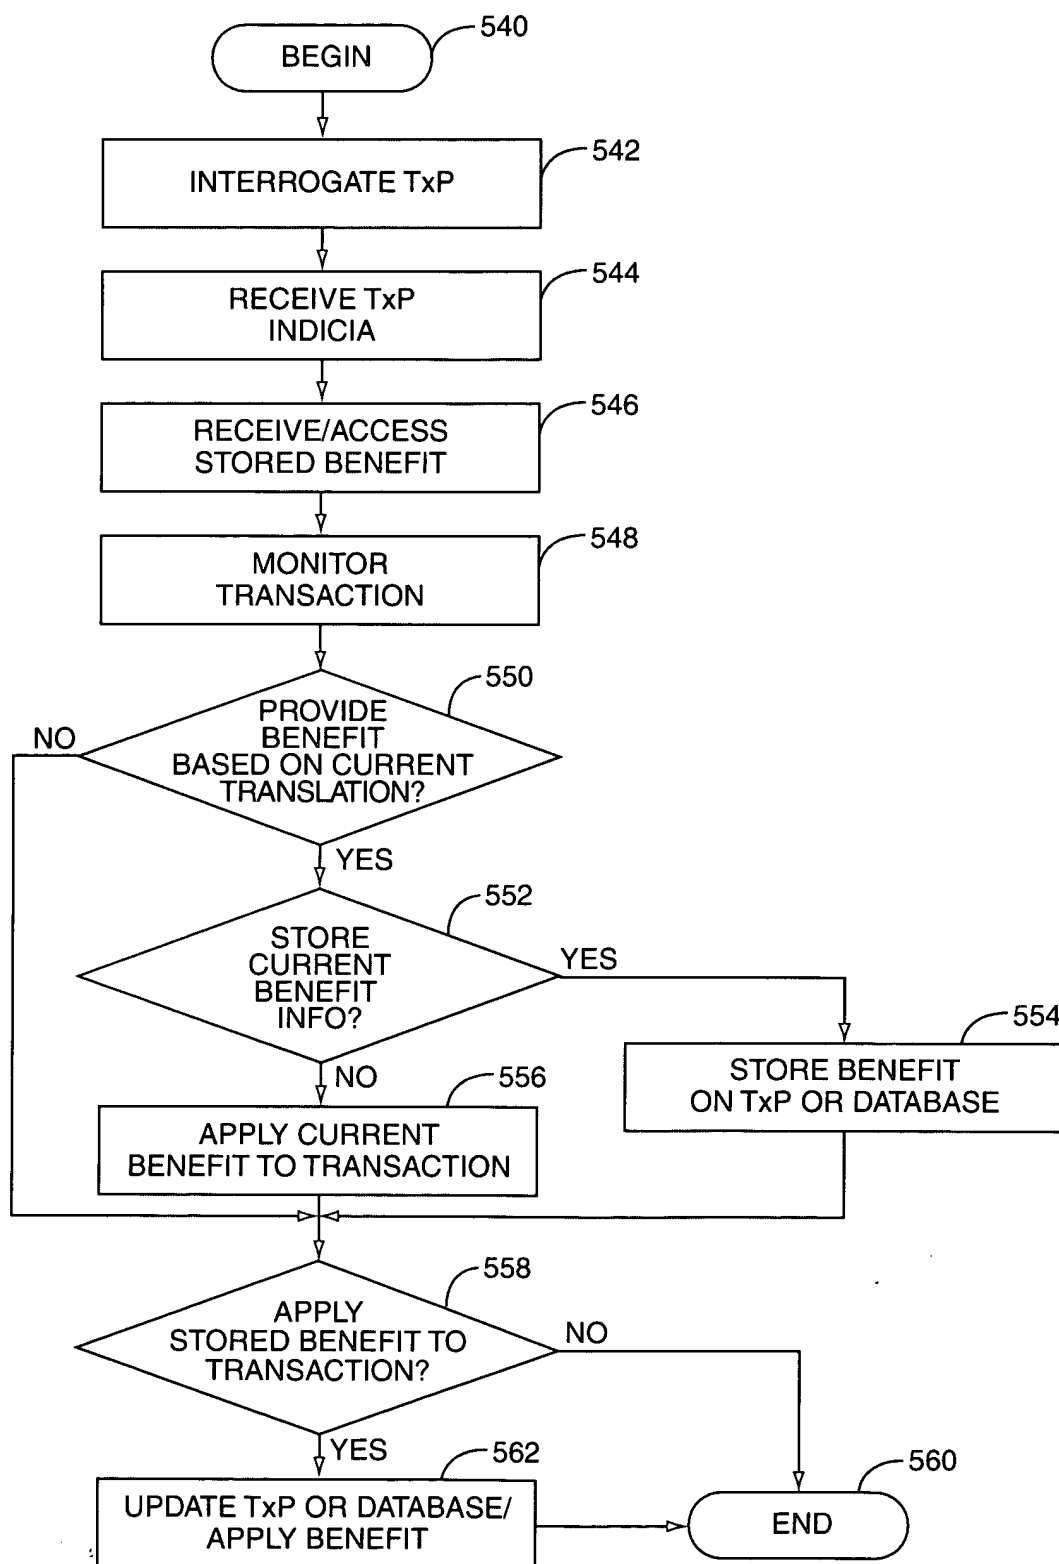 BEGIN
540
INTERROGATE TxP
542
RECEIVE TxP
INDICIA
544
RECEIVE/ACCESS
STORED BENEFIT
546
MONITOR
TRANSACTION
548
PROVIDE
BENEFIT
BASED ON CURRENT
TRANSLATION?
550
NO
YES
STORE
CURRENT
BENEFIT
INFO?
552
YES
NO
STORE BENEFIT
ON TxP OR DATABASE
554
APPLY CURRENT
BENEFIT TO TRANSACTION
556
APPLY
STORED BENEFIT TO
TRANSACTION?
558
NO
YES
UPDATE TxP OR DATABASE/
APPLY BENEFIT
562
END
560